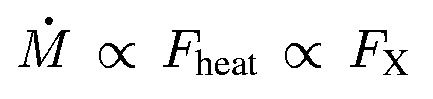 Ṁ ∝ F_heat ∝ F_X